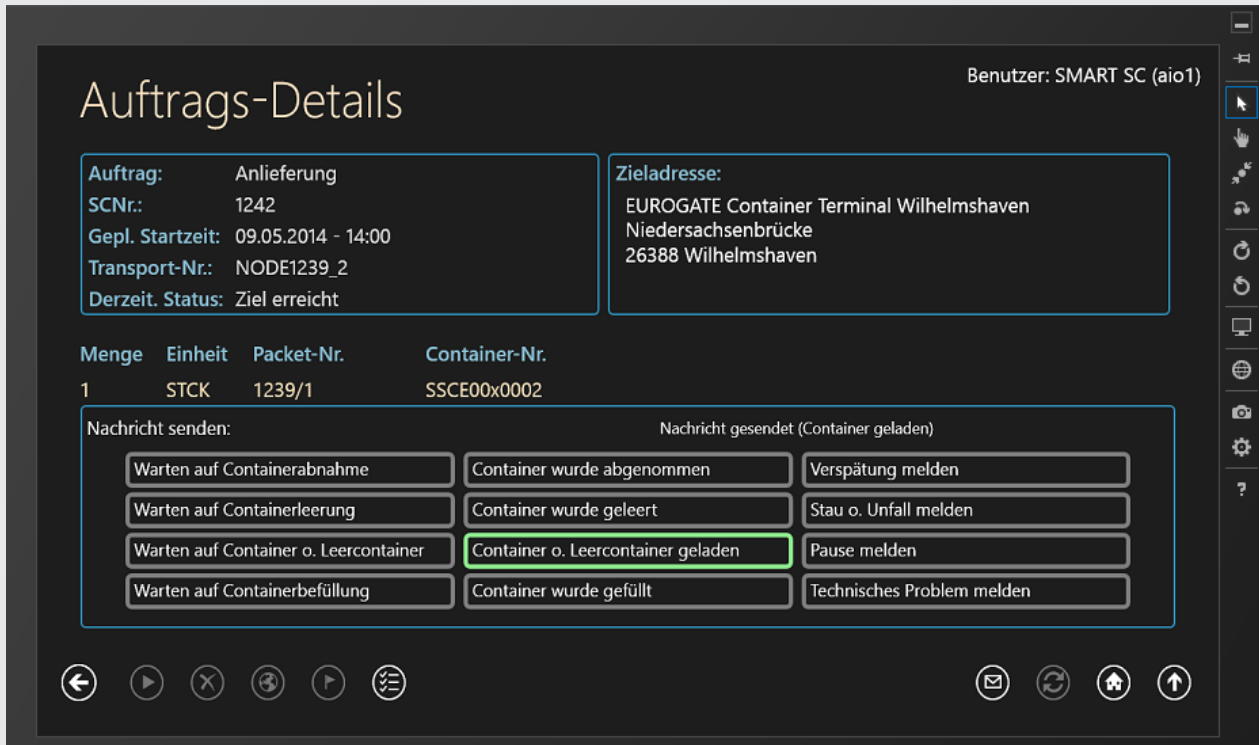 Benutzer: SMART SC (aio1)
Auftrags-Details
Auftrag: Anlieferung
SCNr.: 1242
Gepl. Startzeit: 09.05.2014 - 14:00
Transport-Nr.: NODE1239_2
Derzeit. Status: Ziel erreicht
Zieladresse:
EUROGATE Container Terminal Wilhelmshaven
Niedersachsenbrücke
26388 Wilhelmshaven
Menge Einheit Packet-Nr. Container-Nr.
1 STCK 1239/1 SSCE00x0002
Nachricht senden: Nachricht gesendet (Container geladen)
Warten auf Containerabnahme Container wurde abgenommen Verspätung melden
Warten auf Containerleerung Container wurde geleert Stau o. Unfall melden
Warten auf Container o. Leercontainer Container o. Leercontainer geladen Pause melden
Warten auf Containerbefüllung Container wurde gefüllt Technisches Problem melden
?